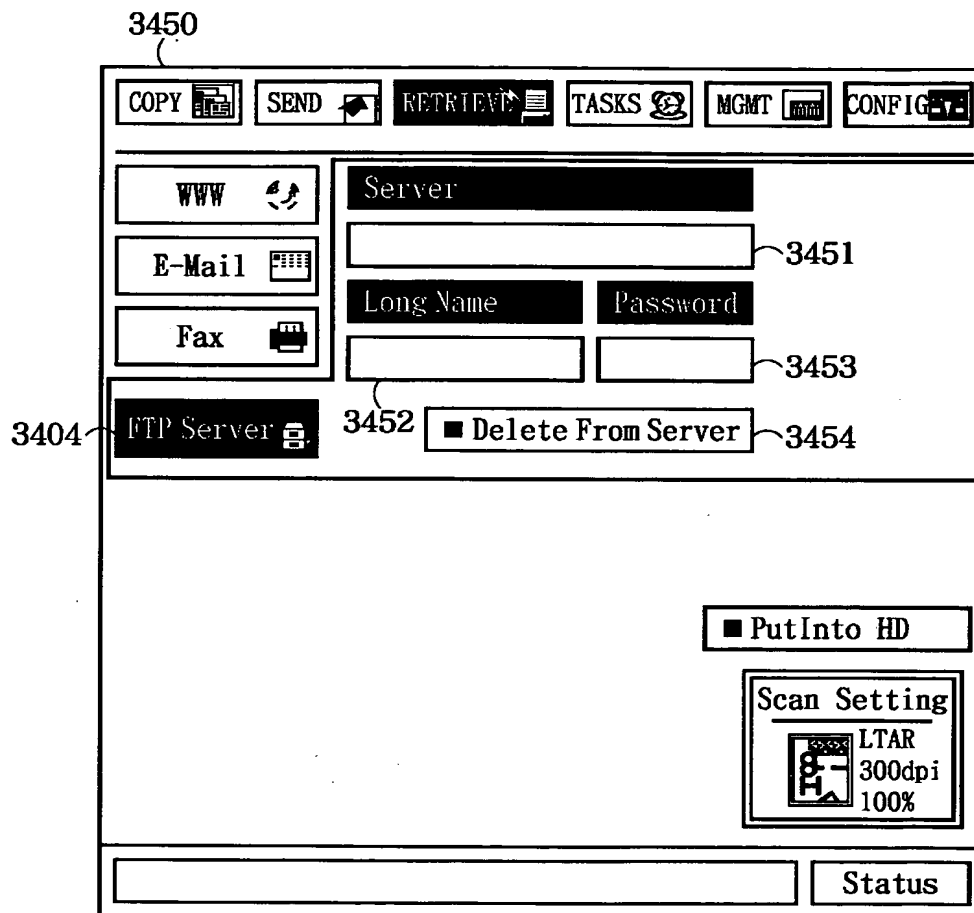 3450
COPY SEND RETRIEVE TASKS MGMT CONFIG
WWW
Server
E-Mail
3451
Long Name Password
Fax
3453
3452
3404
FTP Server
Delete From Server
3454
PutInto HD
Scan Setting
LTAR
300dpi
100%
Status